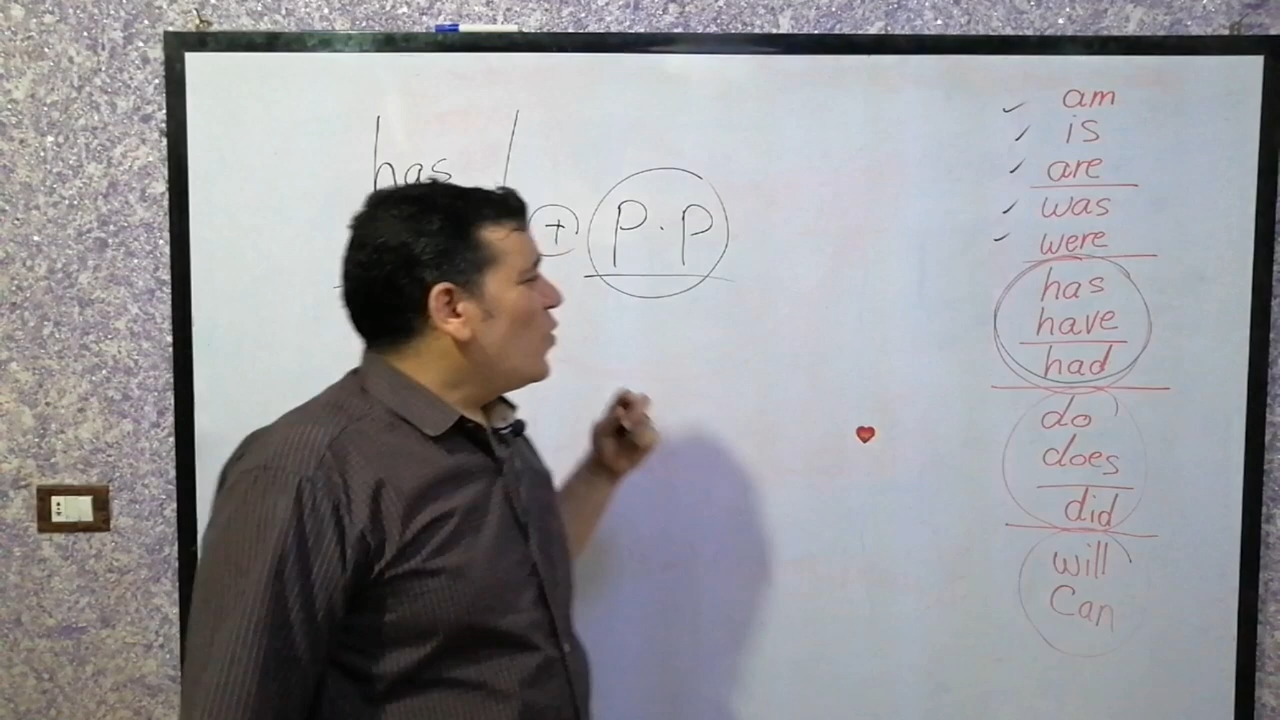 has
+ p.p
am
is
are
was
were
has
have
had
do
does
did
will
Can